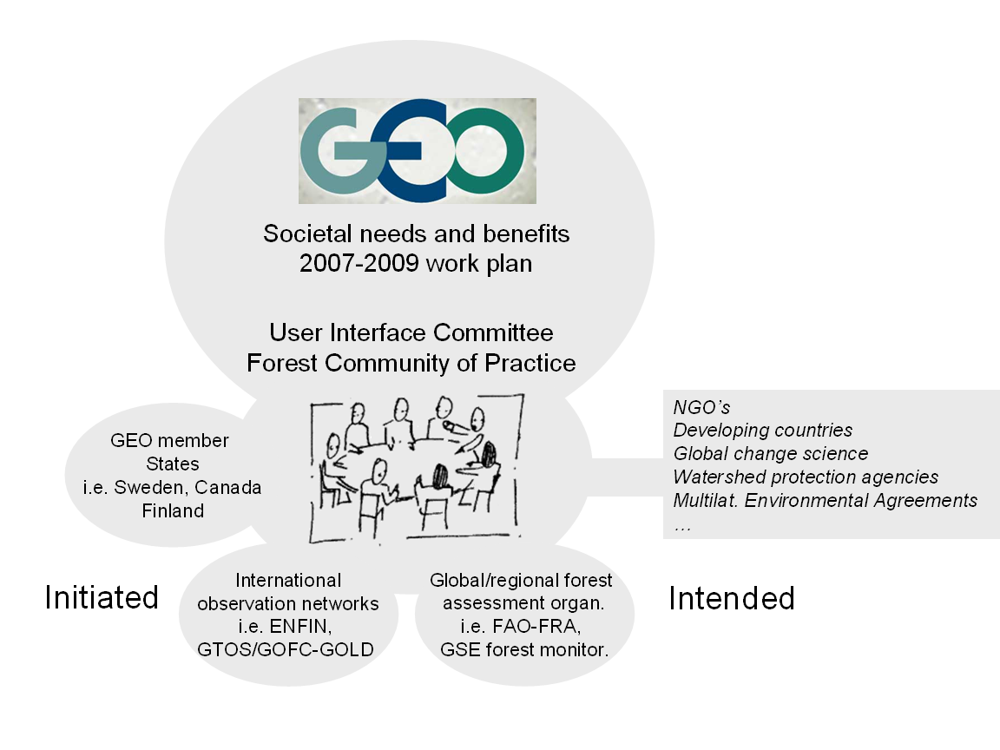 GEO
Societal needs and benefits
2007-2009 work plan
User Interface Committee
Forest Community of Practice
GEO member
States
i.e. Sweden, Canada
Finland
NGO's
Developing countries
Global change science
Watershed protection agencies
Multilat. Environmental Agreements
...
Initiated
International
observation networks
i.e. ENFIN,
GTOS/GOFC-GOLD
Global/regional forest
assessment organ.
i.e. FAO-FRA,
GSE forest monitor.
Intended